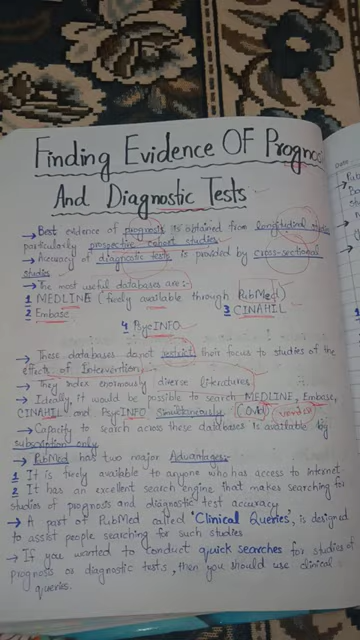 Finding Evidence OF Progno
And Diagnostic Tests
→ Best evidence of prognosis is obtained from longitudinal studies
particularly prospective cohort studies
→ Accuracy of diagnostic tests is provided by cross-sectional
studies
→ The most useful databases are:-
1 MEDLINE (freely available through PubMed)
2 Embase
3 CINAHL
4 PsycINFO
→ These databases do not restrict their focus to studies of the
effects of Intervention
→ They index enormously diverse literatures
→ Ideally, it would be possible to search MEDLINE, Embase,
CINAHL and PsycINFO simultaneously (Ovid)
→ Capacity to search across these databases is available by
subscription only
→ PubMed has two major Advantages:-
1 It is freely available to anyone who has access to internet
2 It has an excellent search engine that makes searching for
studies of prognosis and diagnostic test accuracy
→ A part of PubMed called 'Clinical Queries', is designed
to assist people searching for such studies
→ If you wanted to conduct quick searches for studies of
prognosis or diagnostic tests, then you should use clinical
queries.